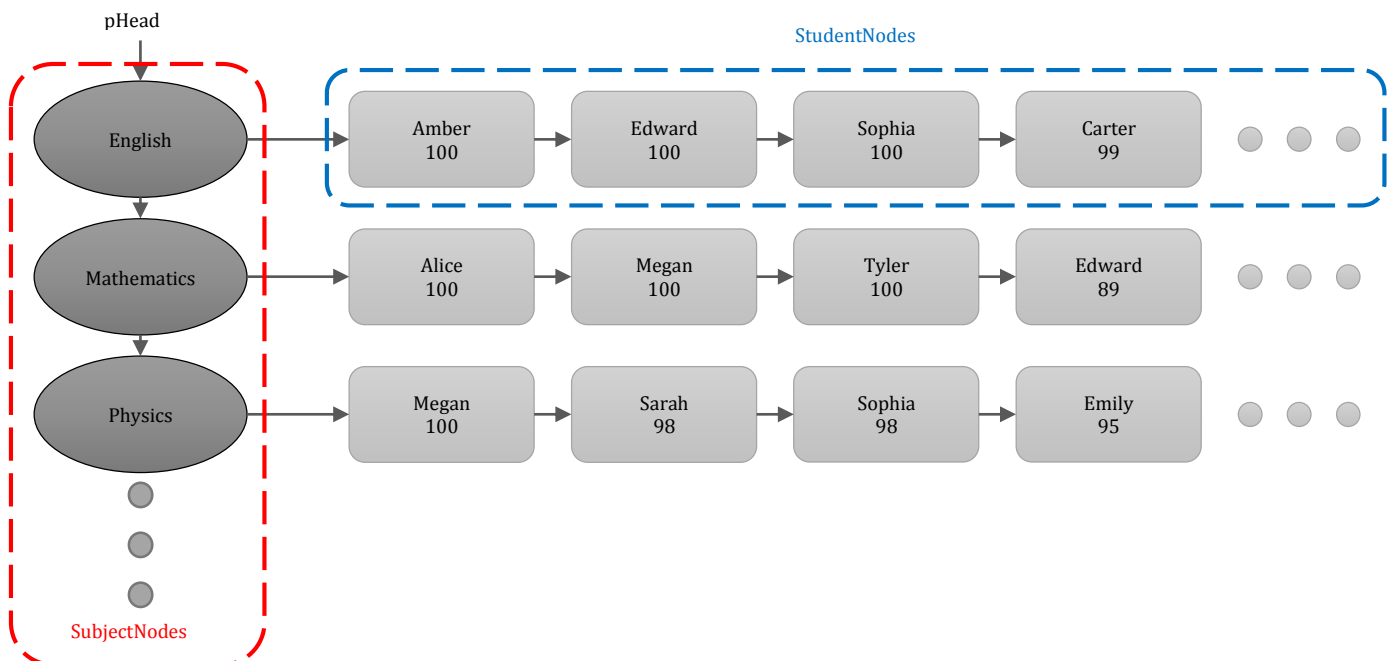 pHead
StudentNodes
English
Amber
100
Edward
100
Sophia
100
Carter
99
Mathematics
Alice
100
Megan
100
Tyler
100
Edward
89
Physics
Megan
100
Sarah
98
Sophia
98
Emily
95
SubjectNodes